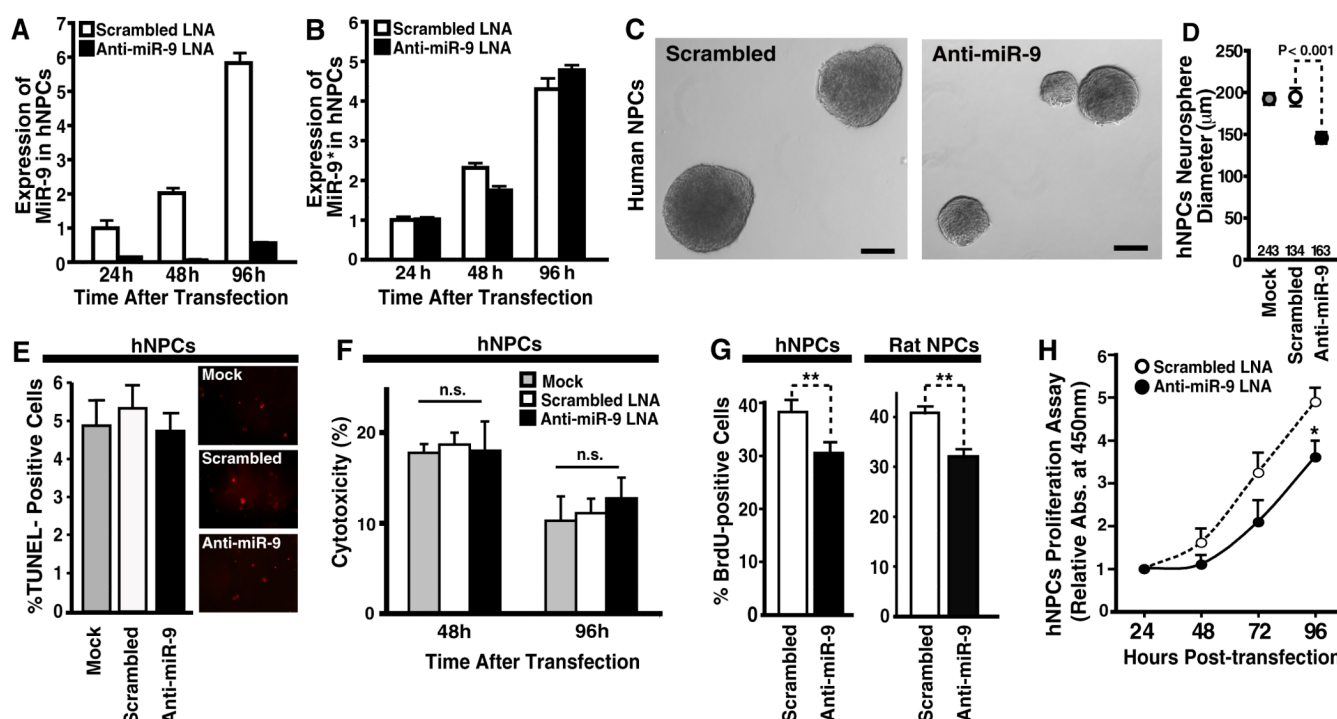 A
Expression of
MiR-9 in hNPCs
7
6
5
4
3
2
1
0
Scrambled LNA
Anti-miR-9 LNA
24h 48h 96h
Time After Transfection
B
Expression of
MiR-9* in hNPCs
6
5
4
3
2
1
0
Scrambled LNA
Anti-miR-9 LNA
24 h 48 h 96 h
Time After Transfection
C
Human NPCs
Scrambled
Anti-miR-9
D
hNPCs Neurosphere
Diameter (μm)
250
200
150
100
50
0
P< 0.001
243 134 163
Mock
Scrambled
Anti-miR-9
E
hNPCs
%TUNEL- Positive Cells
6
5
4
3
2
1
0
Mock
Scrambled
Anti-miR-9
Mock
Scrambled
Anti-miR-9
F
hNPCs
Cytotoxicity (%)
20
10
0
Mock
Scrambled LNA
Anti-miR-9 LNA
n.s.
n.s.
48h 96h
Time After Transfection
G
hNPCs
% BrdU-positive Cells
40
30
20
10
0
**
Scrambled
Anti-miR-9
Rat NPCs
40
30
20
10
0
**
Scrambled
Anti-miR-9
H
hNPCs Proliferation Assay
(Relative Abs. at 450nm)
6
5
4
3
2
1
0
Scrambled LNA
Anti-miR-9 LNA
*
24 48 72 96
Hours Post-transfection